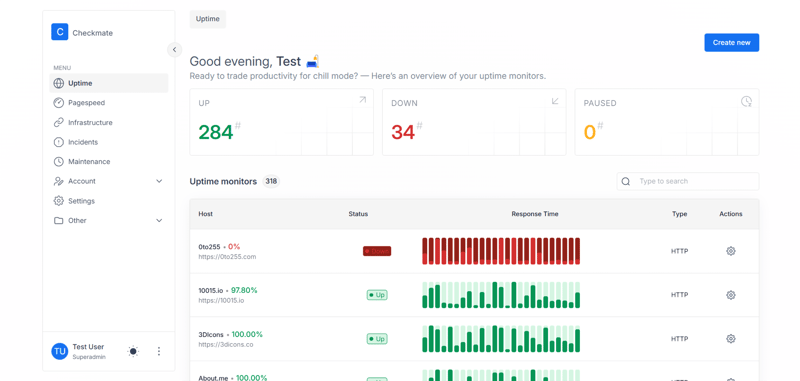 C Checkmate
MENU
Uptime
Pagespeed
Infrastructure
Incidents
Maintenance
Account
Settings
Other
TU Test User
Superadmin
Uptime
Create new
Good evening, Test
Ready to trade productivity for chill mode? — Here's an overview of your uptime monitors.
UP
284#
DOWN
34#
PAUSED
0#
Uptime monitors 318
Type to search
Host Status Response Time Type Actions
0to255 • 0%
https://0to255.com
HTTP
10015.io • 97.80%
https://10015.io
Up
HTTP
3DIcons • 100.00%
https://3dicons.co
Up
HTTP
About.me • 100.00%